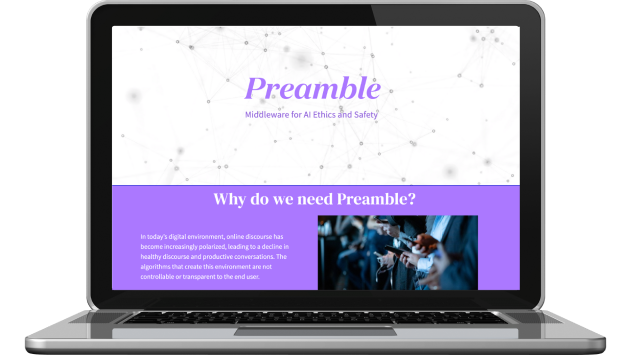 Preamble
Middleware for AI Ethics and Safety
Why do we need Preamble?
In today's digital environment, online discourse has
become increasingly polarized, leading to a decline in
healthy discourse and productive conversations. The
algorithms that create this environment are not
controllable or transparent to the end user.